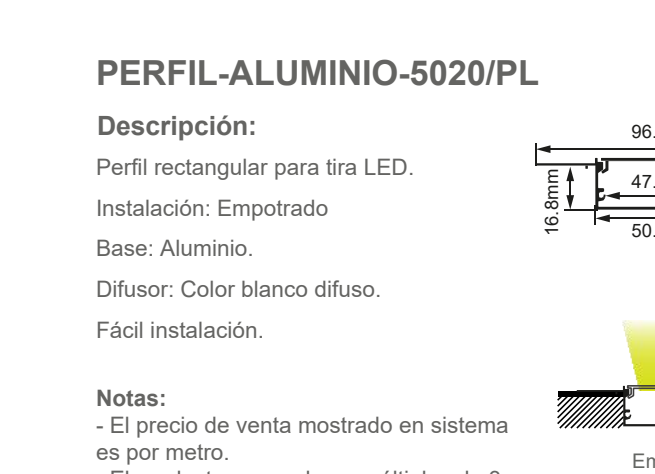 PERFIL-ALUMINIO-5020/PL
Descripción:
Perfil rectangular para tira LED.
Instalación: Empotrado
Base: Aluminio.
Difusor: Color blanco difuso.
Fácil instalación.
Notas:
- El precio de venta mostrado en sistema
es por metro.
96.
47.
16.8mm
50.